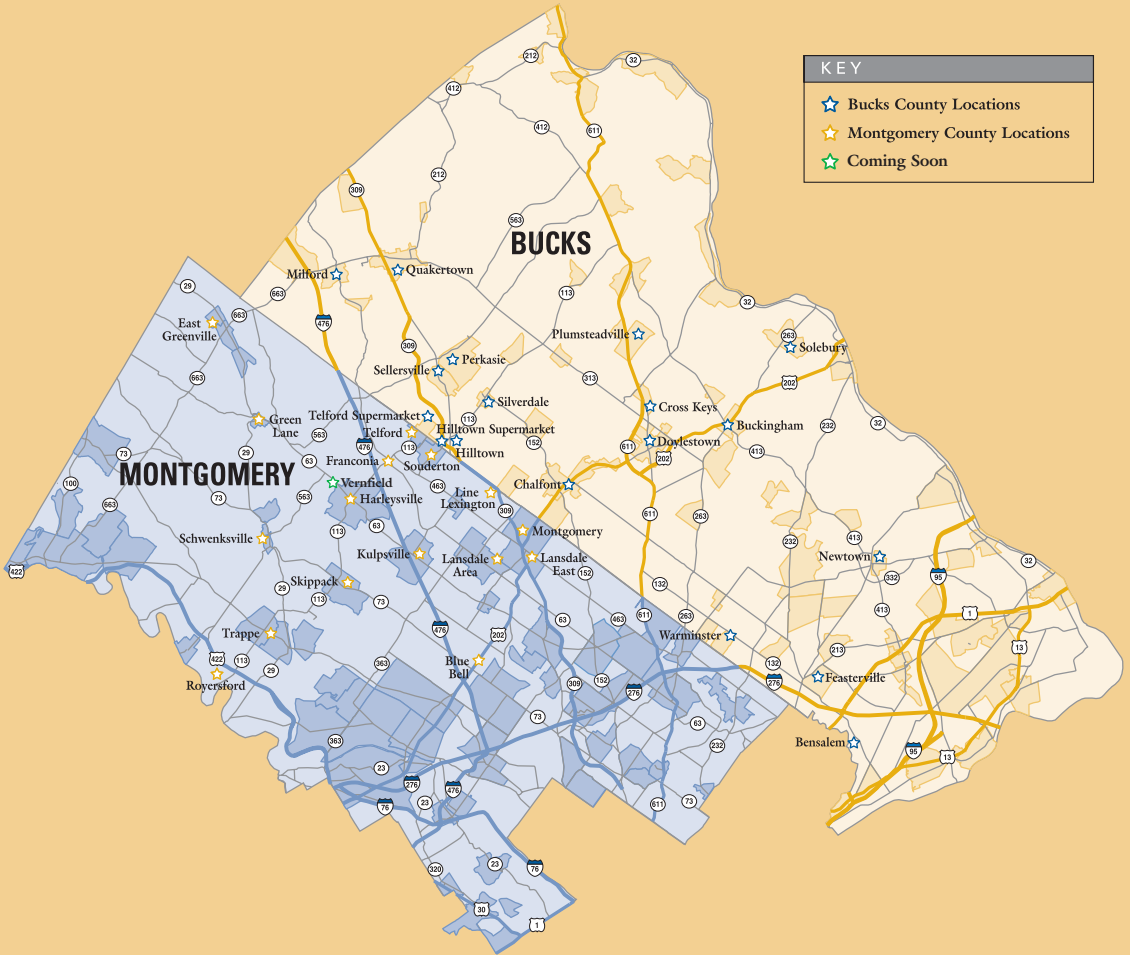 KEY
Bucks County Locations
Montgomery County Locations
Coming Soon
212
32
412
412
611
212
309
563
BUCKS
Milford
Quakertown
29
663
113
32
663
476
East
Greenville
309
Plumsteadville
263
Solebury
Perkasie
Sellersville
663
313
202
Silverdale
Cross Keys
Telford Supermarket
113
Green
Lane
563
Telford
Hilltown Supermarket
Buckingham
232
32
476
113
152
611
Doylestown
73
29
63
Franconia
Souderton
Hilltown
202
413
MONTGOMERY
100
Vernfield
463
Chalfont
73
563
Harleysville
Line
Lexington
663
309
611
263
113
63
Montgomery
Schwenksville
232
413
Kulpsville
Lansdale
Area
Lansdale
East
Newtown
32
422
152
95
332
Skippack
29
132
113
73
413
1
611
263
463
63
Trappe
476
202
Warminster
13
422
113
363
Blue
Bell
213
29
132
Royersford
309
152
276
276
Feasterville
73
63
363
232
Bensalem
95
13
23
276
476
76
23
611
73
320
23
76
30
1